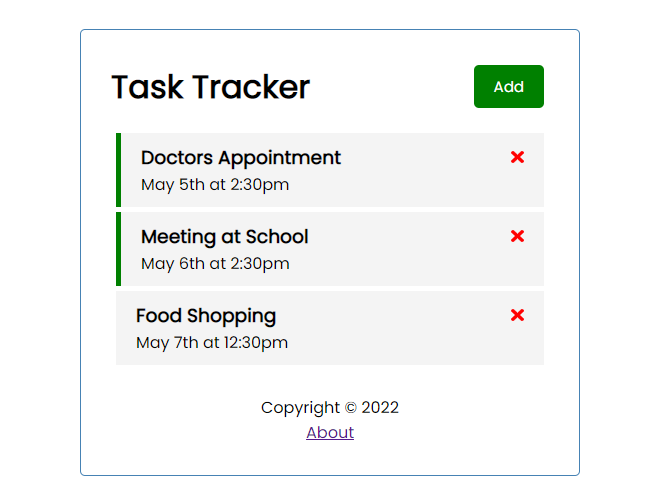 Task Tracker
Add
Doctors Appointment
May 5th at 2:30pm
Meeting at School
May 6th at 2:30pm
Food Shopping
May 7th at 12:30pm
Copyright © 2022
About